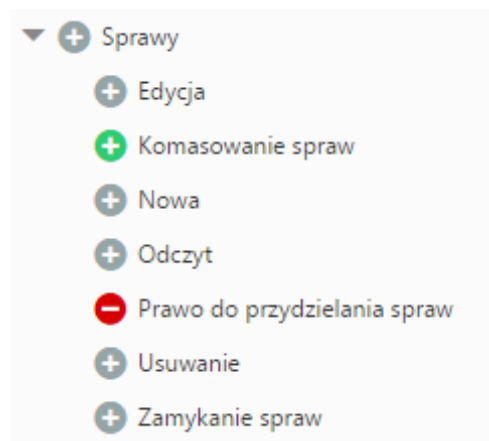 Sprawy
Edycja
Komasowanie spraw
Nowa
Odczyt
Prawo do przydzielania spraw
Usuwanie
Zamykanie spraw